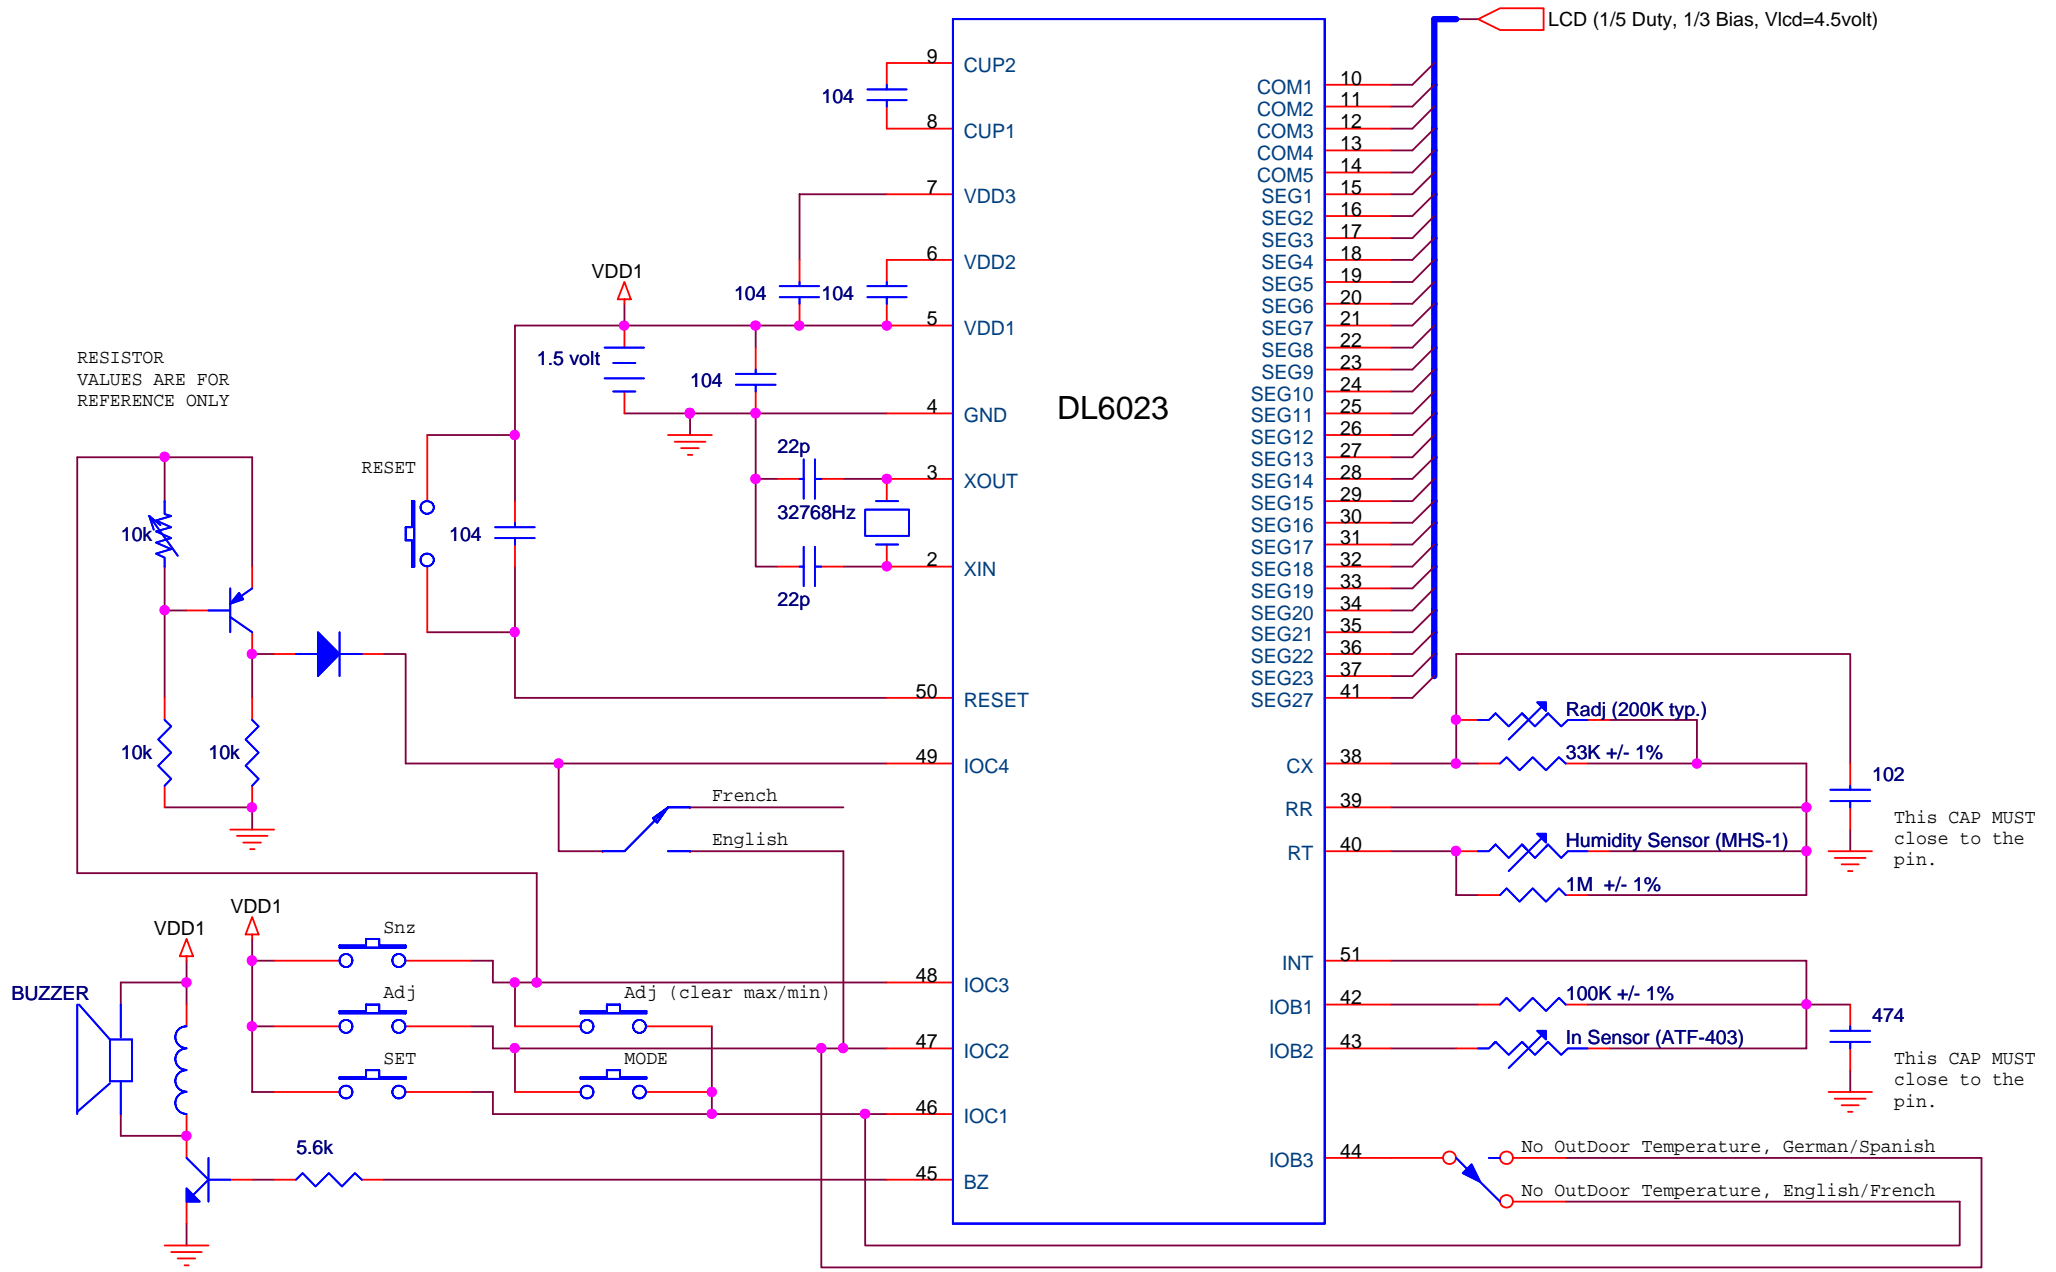 LCD (1/5 Duty, 1/3 Bias, Vlcd=4.5volt)
DL6023
9 CUP2
104
8 CUP1
7 VDD3
6 VDD2
VDD1
104
104
5 VDD1
1.5 volt
104
4 GND
22p
3 XOUT
32768Hz
2 XIN
22p
RESISTOR
VALUES ARE FOR
REFERENCE ONLY
RESET
104
10k
10k
10k
50 RESET
49 IOC4
French
English
VDD1
VDD1
Snz
48 IOC3
BUZZER
Adj
Adj (clear max/min)
47 IOC2
SET
MODE
46 IOC1
5.6k
45 BZ
COM1 10
COM2 11
COM3 12
COM4 13
COM5 14
SEG1 15
SEG2 16
SEG3 17
SEG4 18
SEG5 19
SEG6 20
SEG7 21
SEG8 22
SEG9 23
SEG10 24
SEG11 25
SEG12 26
SEG13 27
SEG14 28
SEG15 29
SEG16 30
SEG17 31
SEG18 32
SEG19 33
SEG20 34
SEG21 35
SEG22 36
SEG23 37
SEG27 41
Radj (200K typ.)
CX 38
33K +/- 1%
102
RR 39
This CAP MUST
close to the
pin.
RT 40
Humidity Sensor (MHS-1)
1M +/- 1%
INT 51
IOB1 42
100K +/- 1%
474
IOB2 43
In Sensor (ATF-403)
This CAP MUST
close to the
pin.
IOB3 44
No OutDoor Temperature, German/Spanish
No OutDoor Temperature, English/French